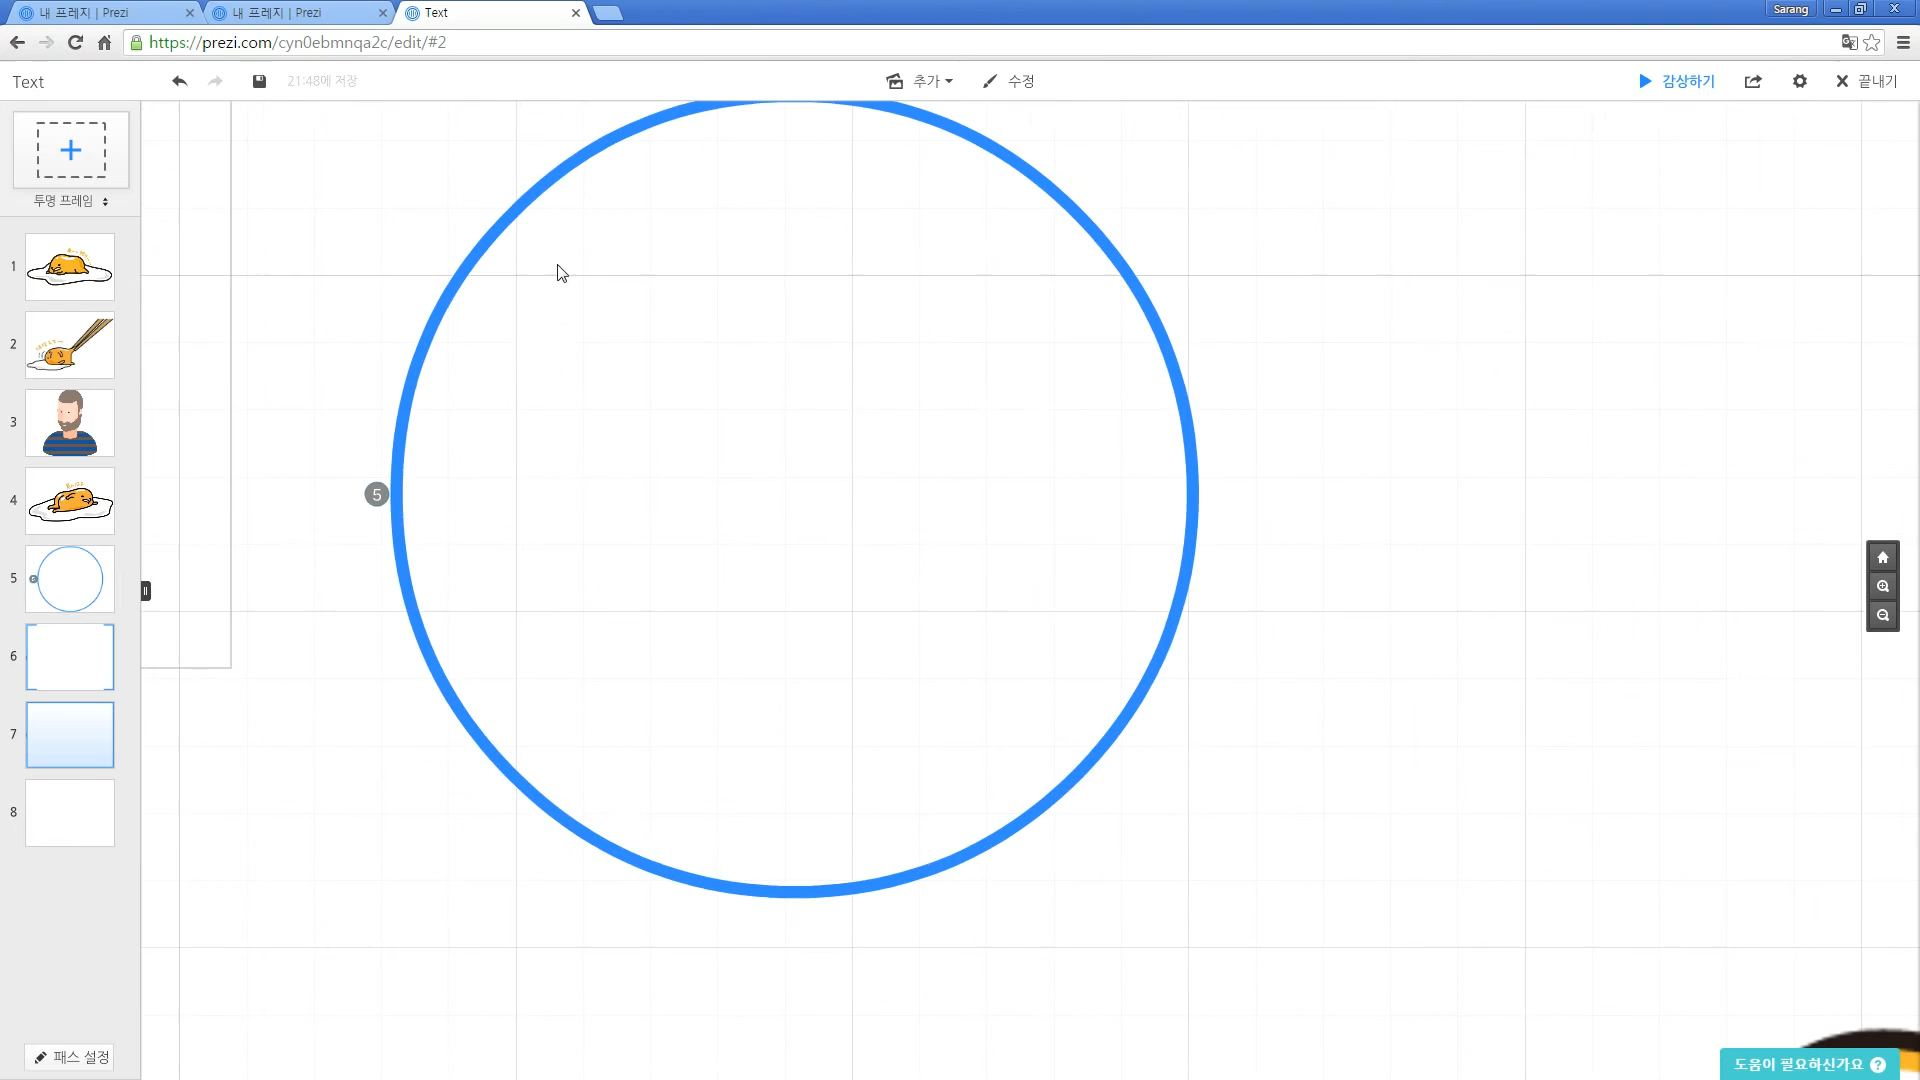 내 프레지 | Prezi
내 프레지 | Prezi
Text
Sarang
https://prezi.com/cyn0ebmnqa2c/edit/#2
Text
21:48에 저장
추가
수정
감상하기
끝내기
투명 프레임
1
2
3
4
5
6
7
8
5
패스 설정
도움이 필요하신가요 ?